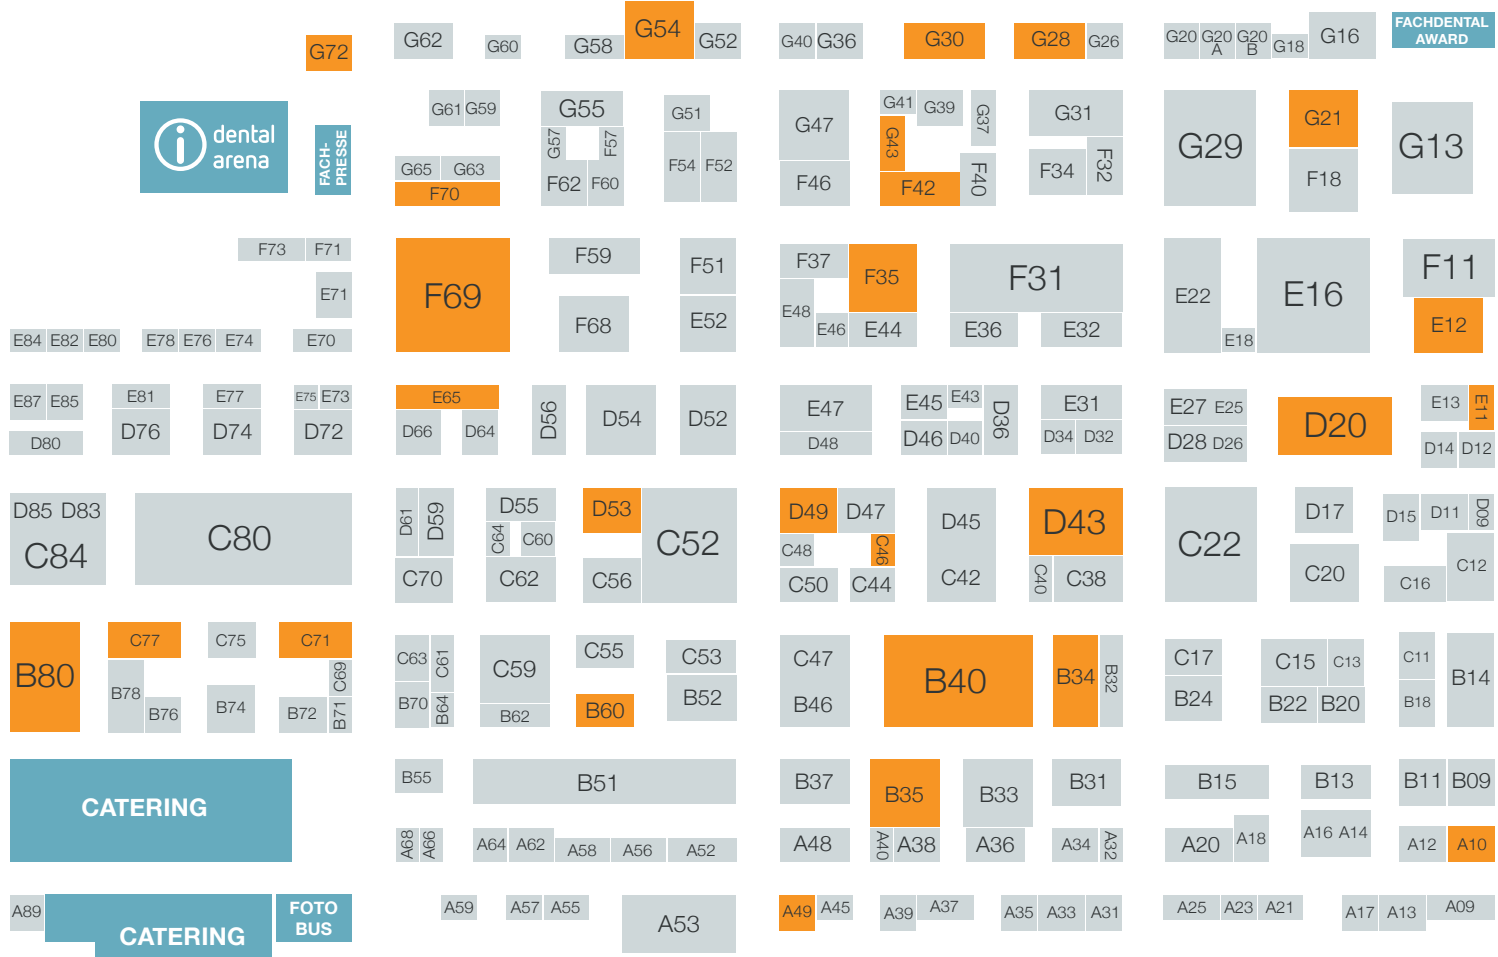 G72
G62
G60
G58
G54
G52
G40
G36
G30
G28
G26
G20
G20
A
G20
B
G18
G16
FACHDENTAL
AWARD
dental
arena
FACH-
PRESSE
G61
G59
G65
G63
F70
G55
G57
F57
F62
F60
G51
F54
F52
G47
F46
G41
G39
G43
F42
G37
F40
G31
F34
F32
G29
G21
F18
G13
F73
F71
E71
E84
E82
E80
E78
E76
E74
E70
F69
F59
F68
F51
E52
F37
F35
E48
E46
E44
F31
E36
E32
E22
E18
E16
F11
E12
E87
E85
D80
E81
D76
E77
D74
E75
E73
D72
E65
D66
D64
D56
D54
D52
E47
D48
E45
E43
D46
D40
D36
E31
D34
D32
E27
E25
D28
D26
D20
E13
E11
D14
D12
D85
D83
C84
C80
D61
D59
C70
D55
C64
C60
C62
D53
C56
C52
D49
D47
C48
C46
C50
C44
D45
C42
D43
C40
C38
C22
D17
C20
D15
D11
D09
C16
C12
B80
C77
B78
B76
C75
B74
C71
C69
B72
B71
C63
C61
B70
B64
C59
B62
C55
B60
C53
B52
C47
B46
B40
B34
B32
C17
B24
C15
C13
B22
B20
C11
B18
B14
CATERING
B55
B51
A68
A66
A64
A62
A58
A56
A52
B37
A48
B35
A40
A38
B33
A36
B31
A34
A32
B15
A20
A18
B13
A16
A14
B11
B09
A12
A10
A89
CATERING
FOTO
BUS
A59
A57
A55
A53
A49
A45
A39
A37
A35
A33
A31
A25
A23
A21
A17
A13
A09